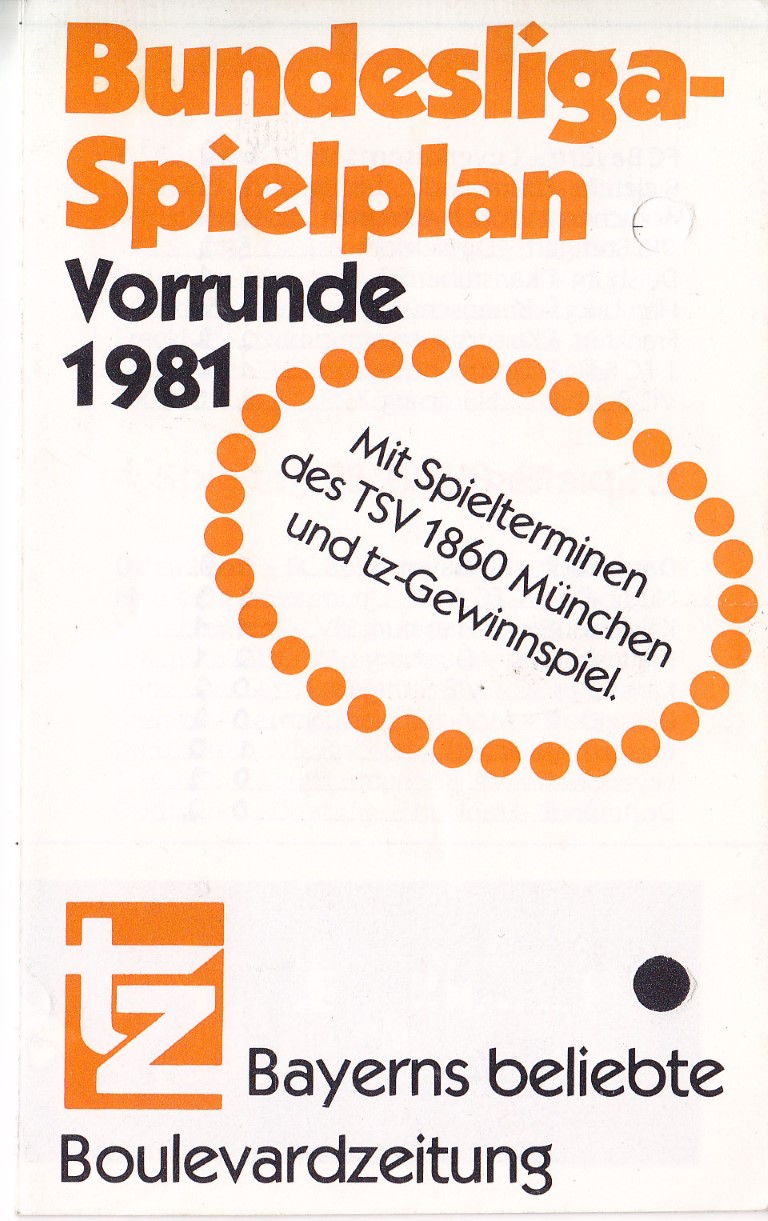 Bundesliga-
Spielplan
Vorrunde
1981
Mit Spielterminen
des TSV 1860 München
und tz-Gewinnspiel.
tz
Bayerns beliebte
Boulevardzeitung